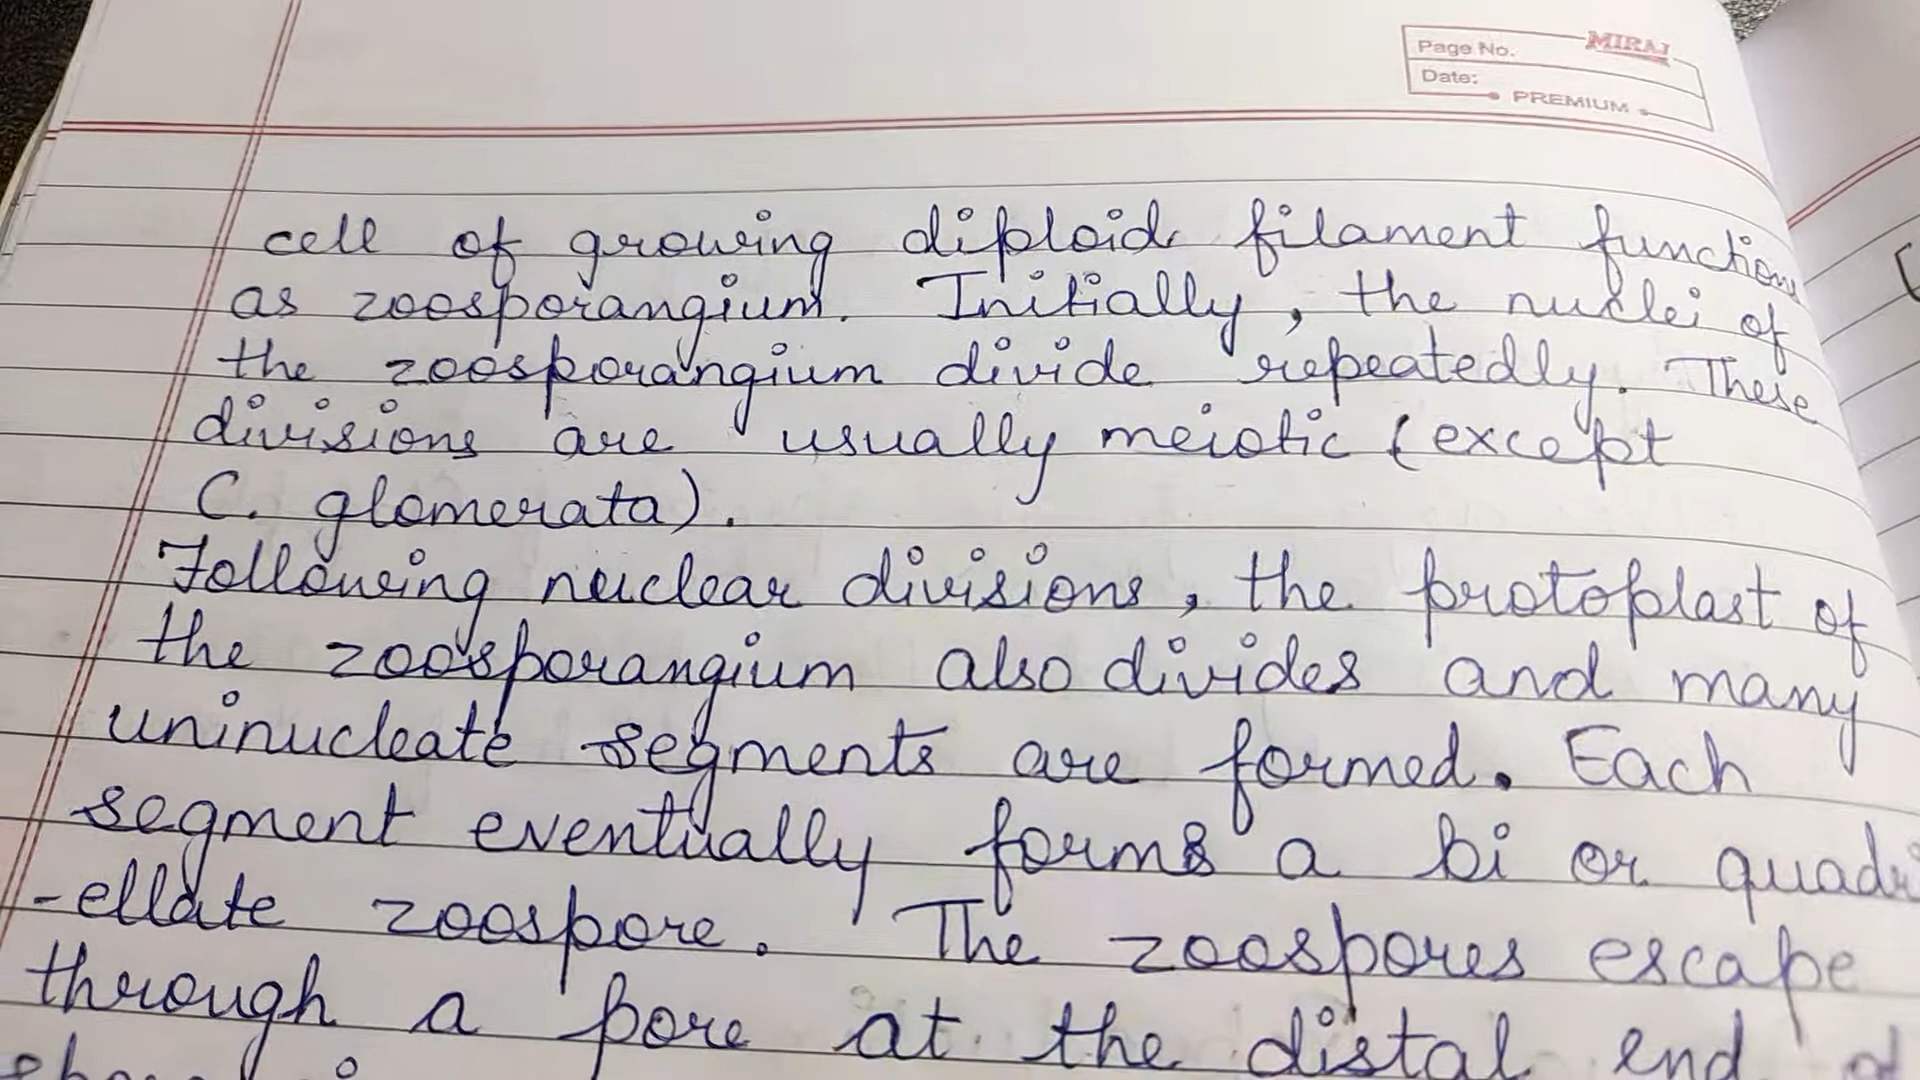 Page No.
MIRAJ
Date:
PREMIUM
cell of growing diploid filament functions
as zoosporangium. Initially, the nuclei of
the zoosporangium divide repeatedly. These
divisions are usually meiotic (except
C. glomerata).
Following nuclear divisions, the protoplast of
the zoosporangium also divides and many
uninucleate segments are formed. Each
segment eventually forms a bi or
-ellate zoospore. The zoospores escape
through a pore at the distal end